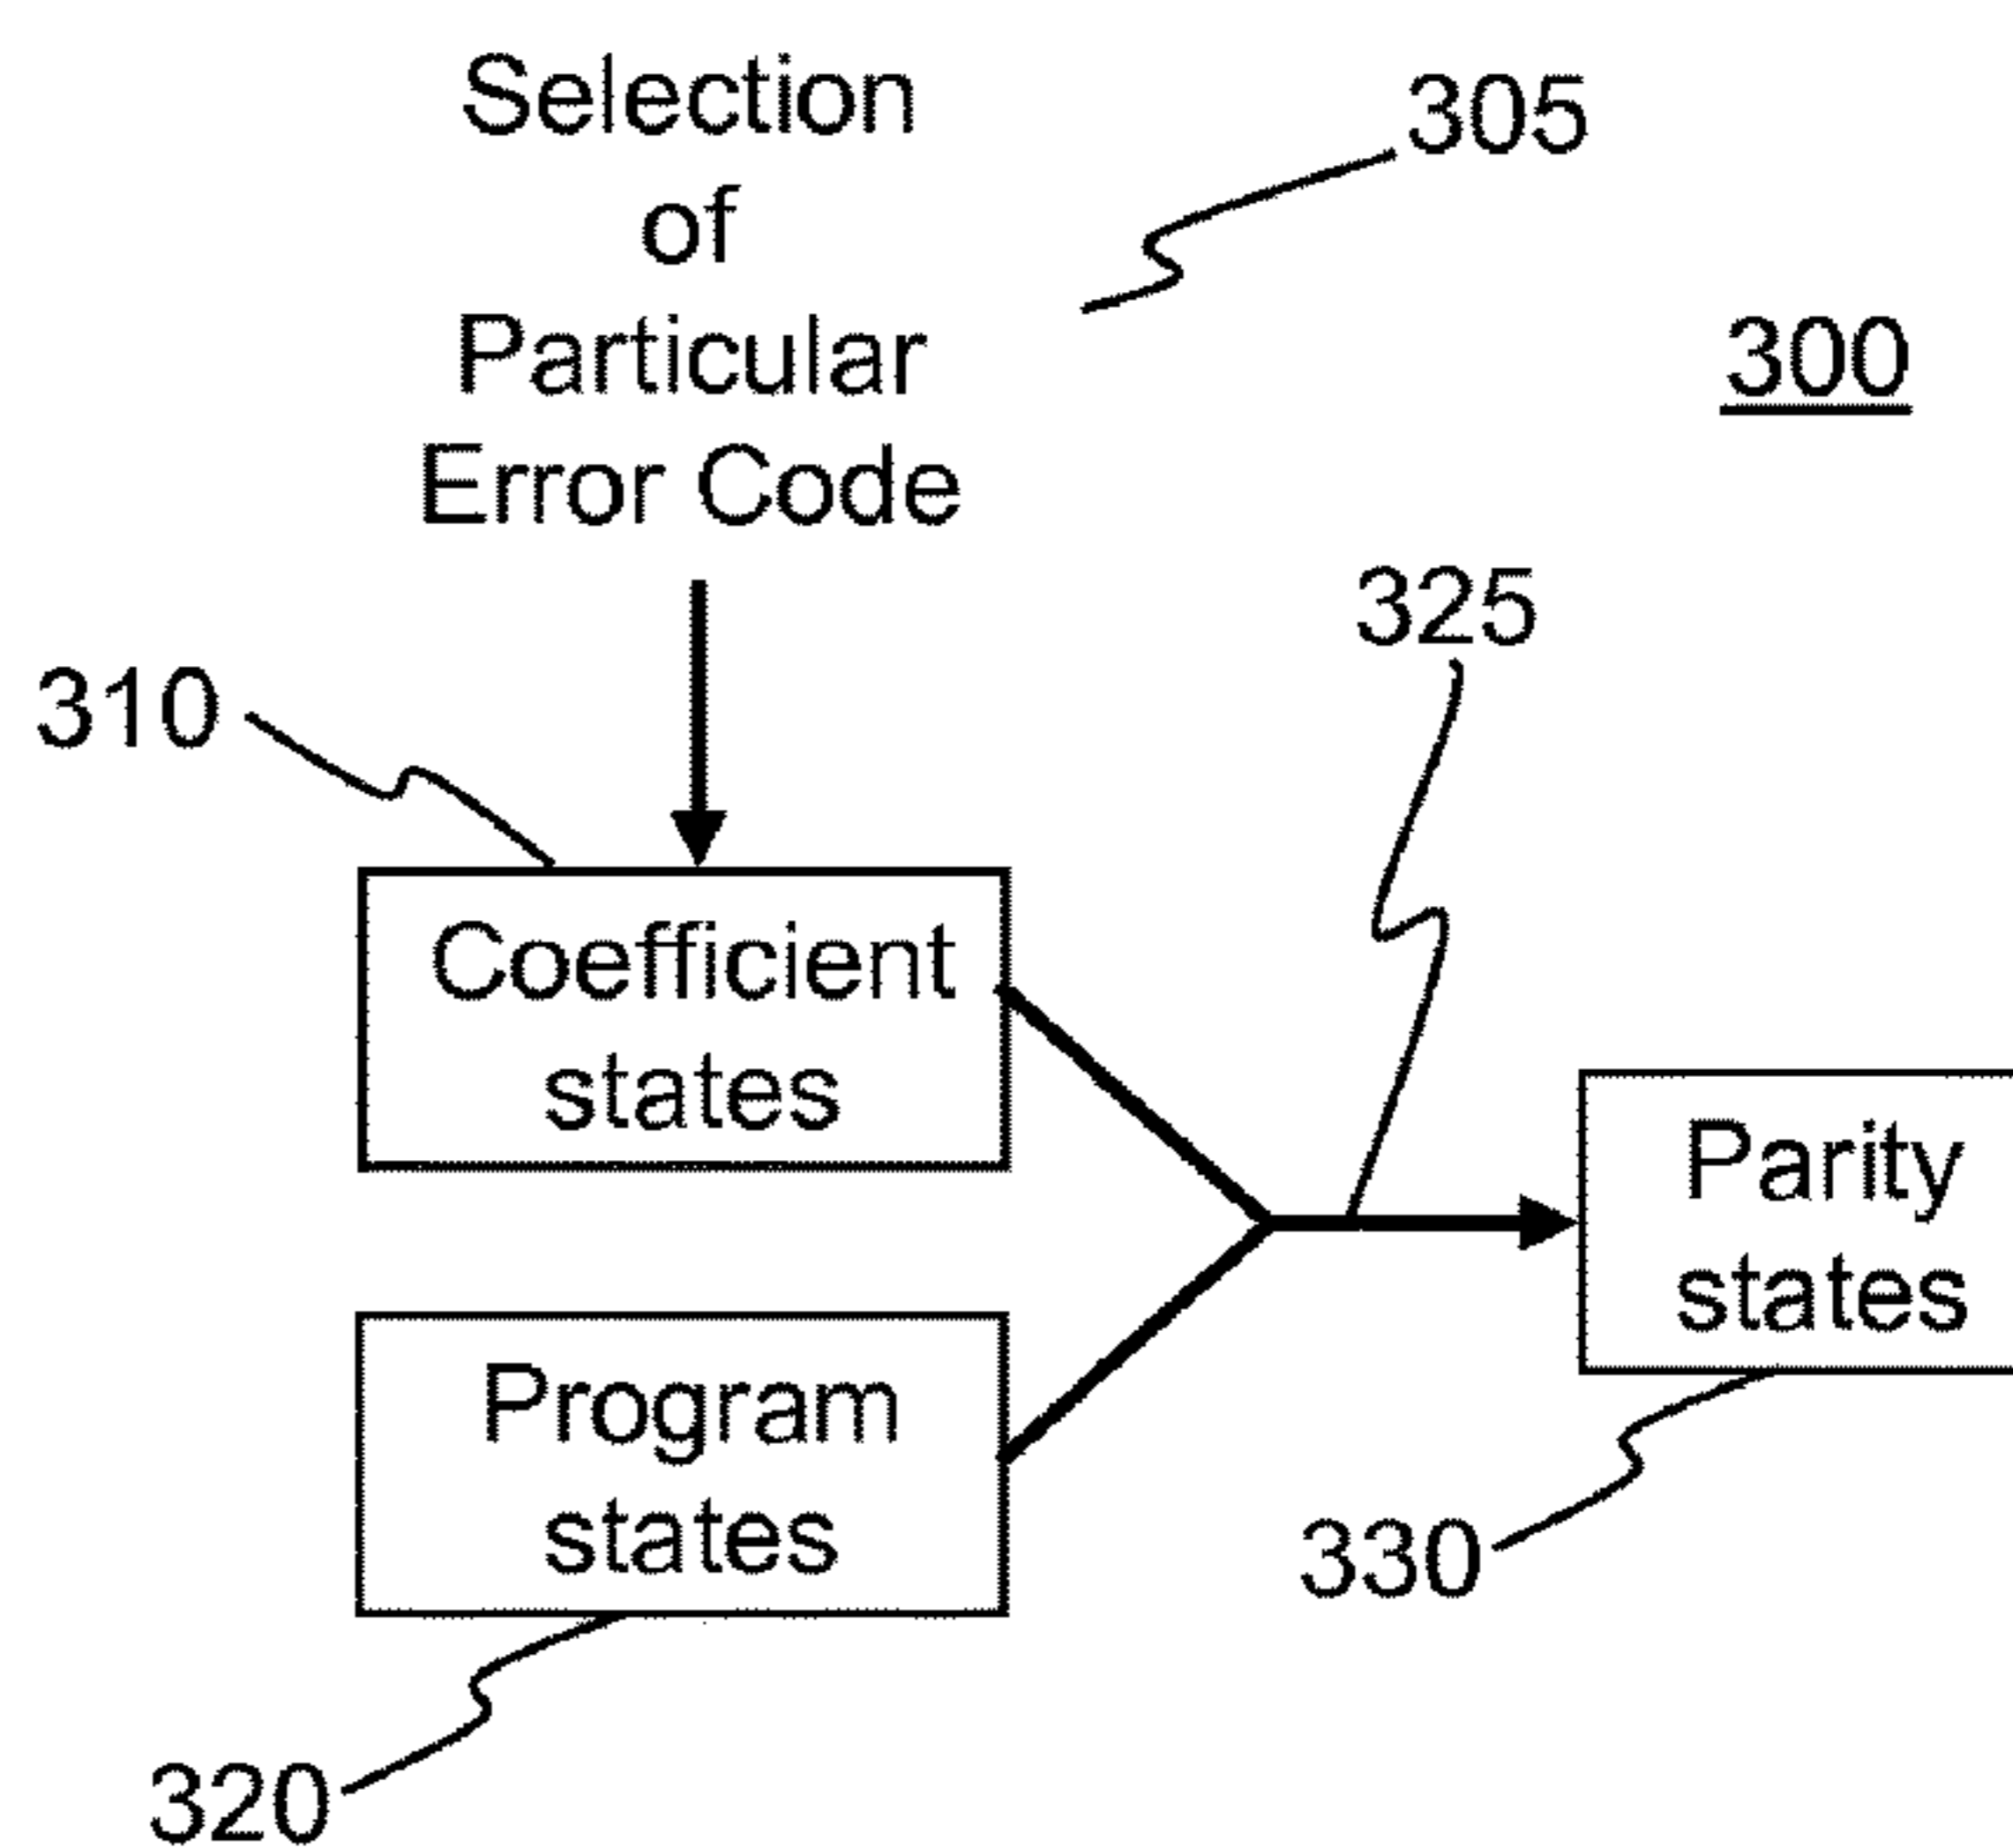 Selection
of
Particular
Error Code
305
300
325
310
Coefficient
states
Parity
states
Program
states
330
320